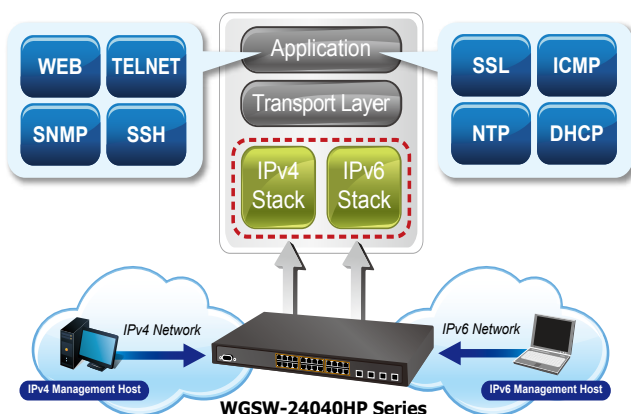 WEB
TELNET
SNMP
SSH
Application
Transport Layer
IPv4
Stack
IPv6
Stack
SSL
ICMP
NTP
DHCP
IPv4 Network
IPv6 Network
IPv4 Management Host
IPv6 Management Host
WGSW-24040HP Series